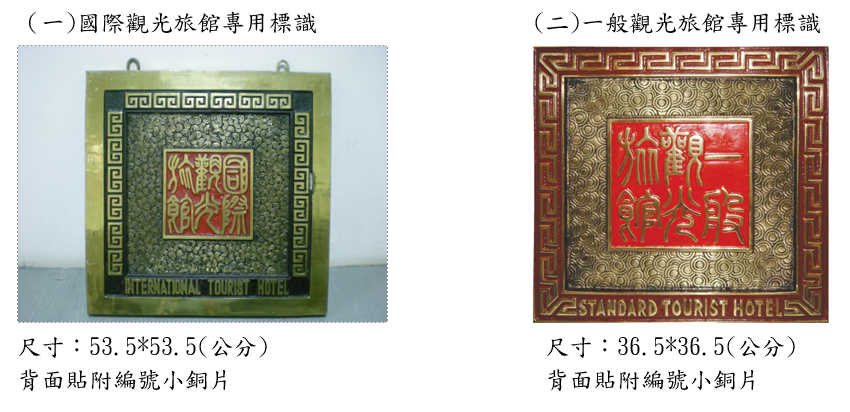 (一)國際觀光旅館專用標識
國際
觀光
旅館
INTERNATIONAL TOURIST HOTEL
尺寸：53.5*53.5(公分)
背面貼附編號小銅片
(二)一般觀光旅館專用標識
一般
觀光
旅館
STANDARD TOURIST HOTEL
尺寸：36.5*36.5(公分)
背面貼附編號小銅片